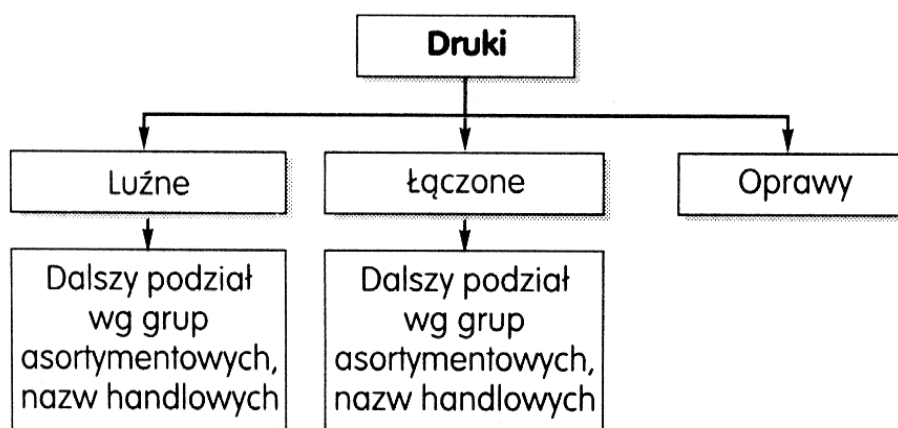 Druki
Luźne
Łączone
Oprawy
Dalszy podział
wg grup
asortymentowych,
nazw handlowych
Dalszy podział
wg grup
asortymentowych,
nazw handlowych